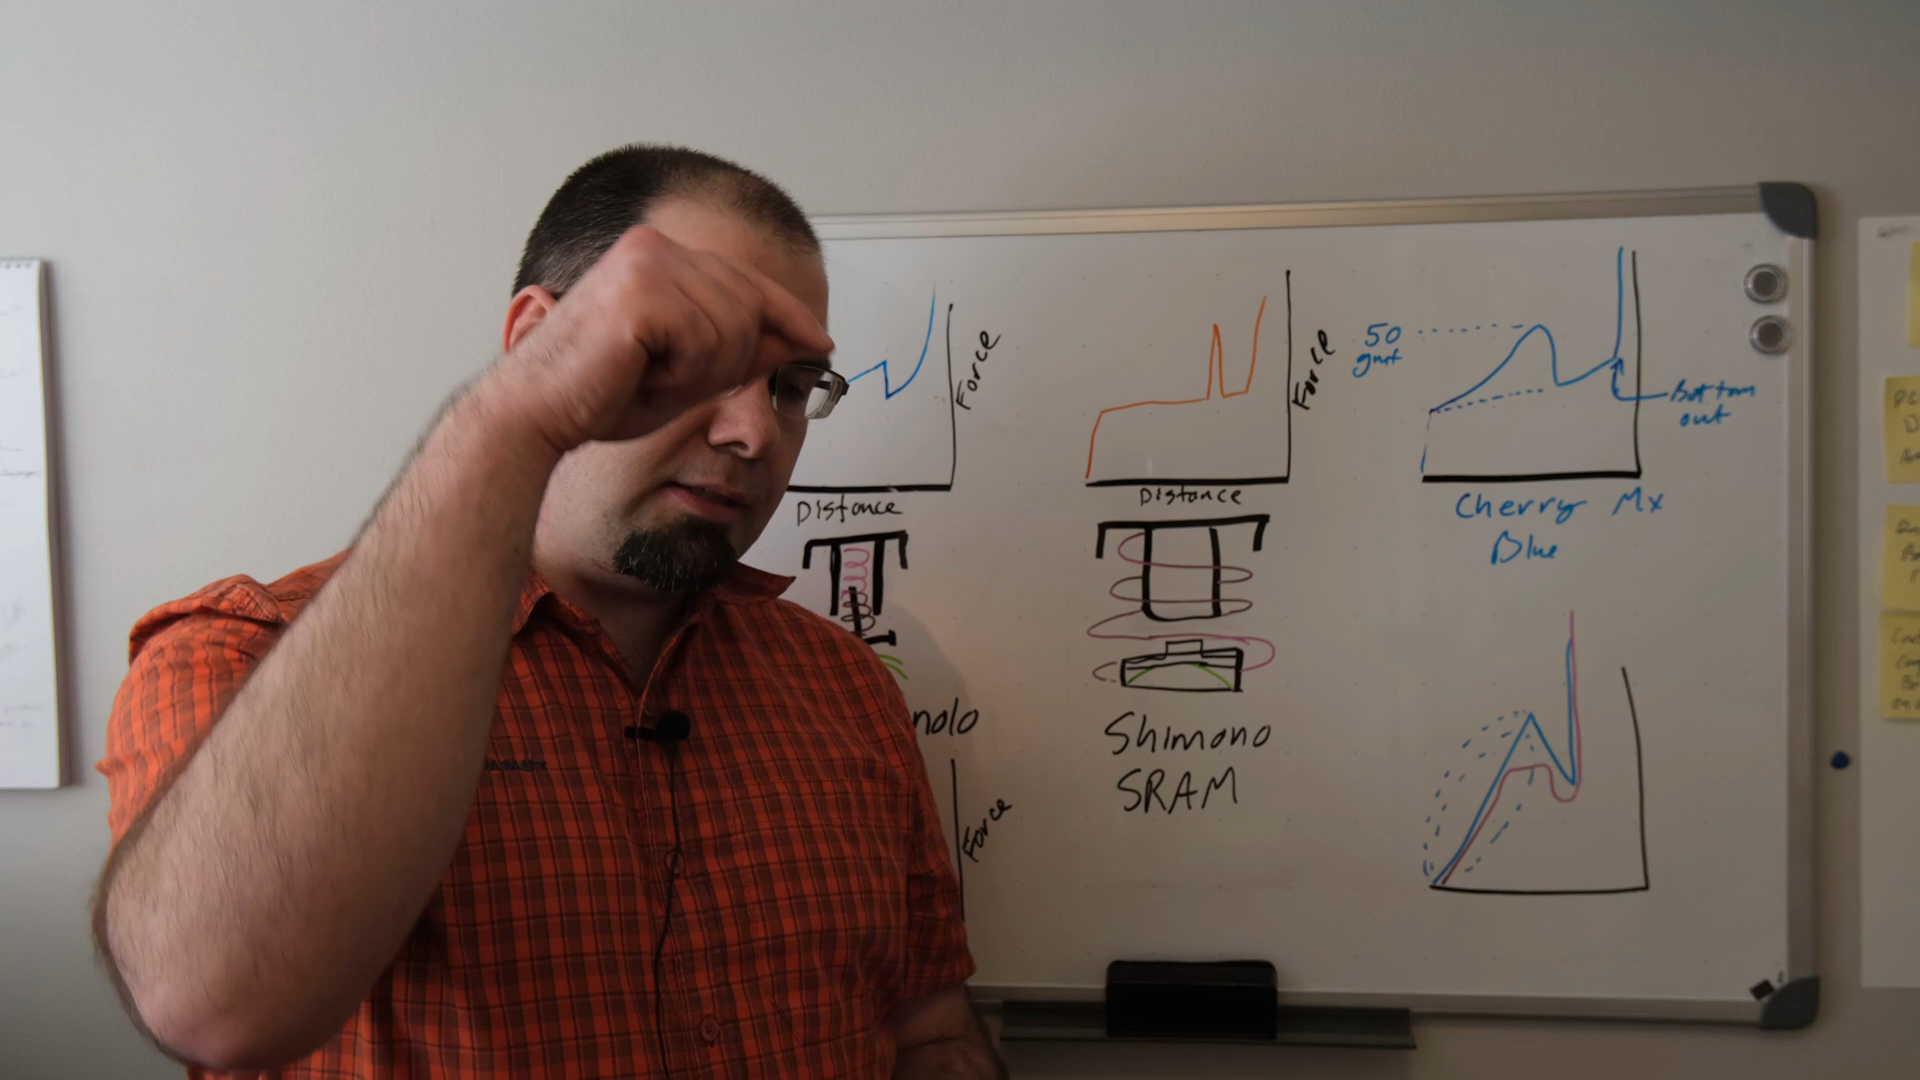 Force
Distance
nolo
Force
Force
Distance
Shimono
SRAM
50
gmf
Bottom
out
Cherry Mx
Blue